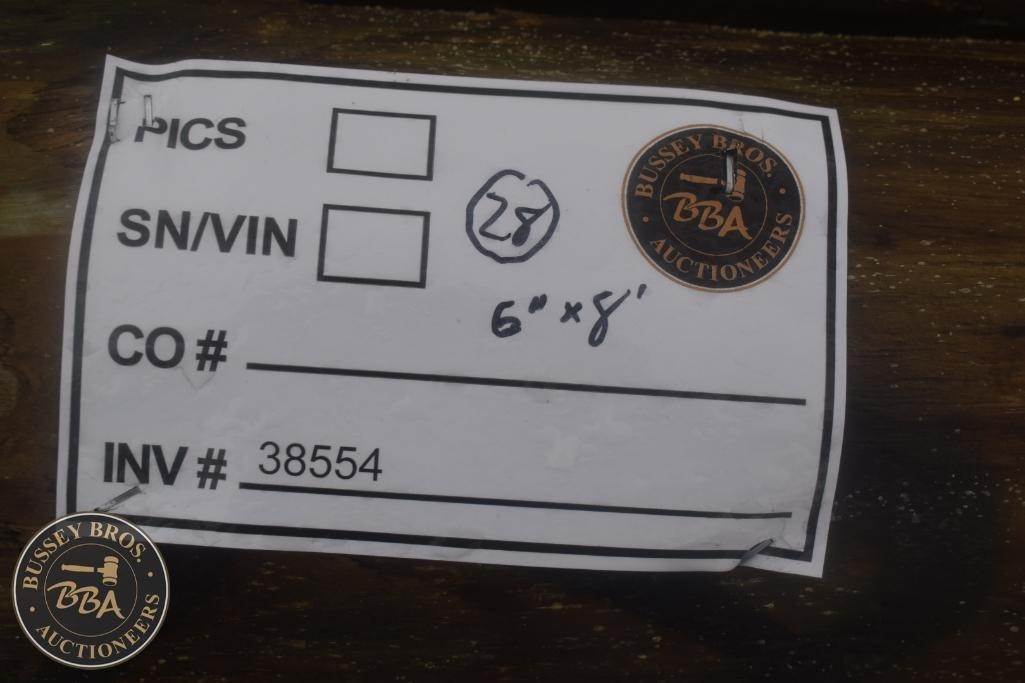 PICS
SN/VIN
28
6" x 8'
BUSSEY BROS.
BBA
AUCTIONEERS
CO #
INV # 38554
BUSSEY BROS.
BBA
AUCTIONEERS